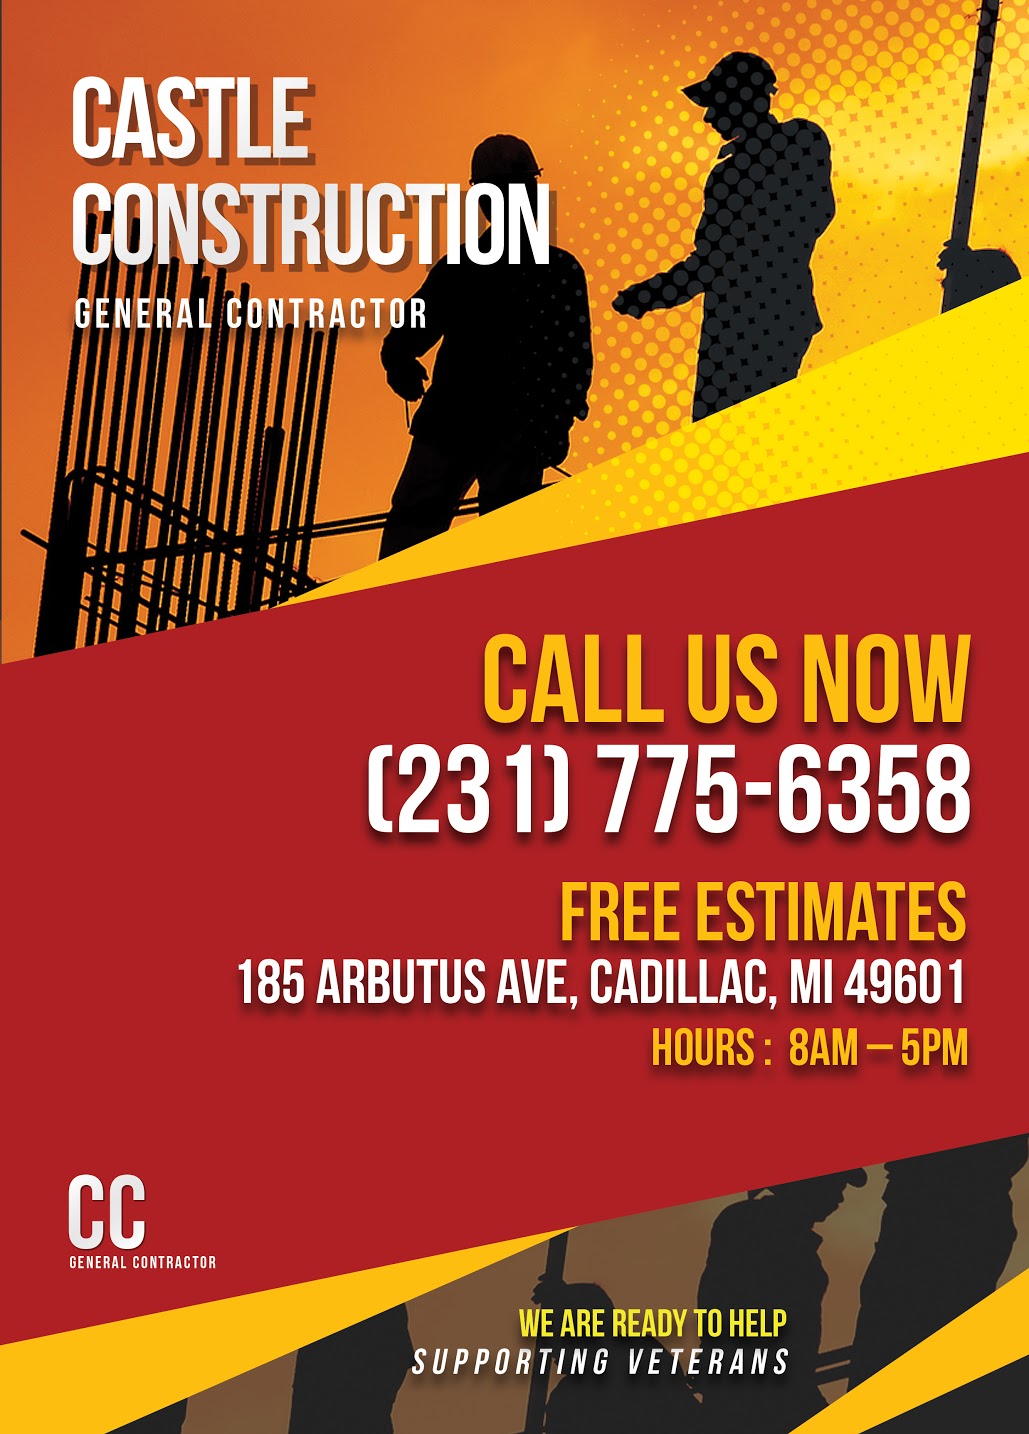 CASTLE
CONSTRUCTION
GENERAL CONTRACTOR
CALL US NOW
(231) 775-6358
FREE ESTIMATES
185 ARBUTUS AVE, CADILLAC, MI 49601
HOURS : 8AM – 5PM
CC
GENERAL CONTRACTOR
WE ARE READY TO HELP
SUPPORTING VETERANS